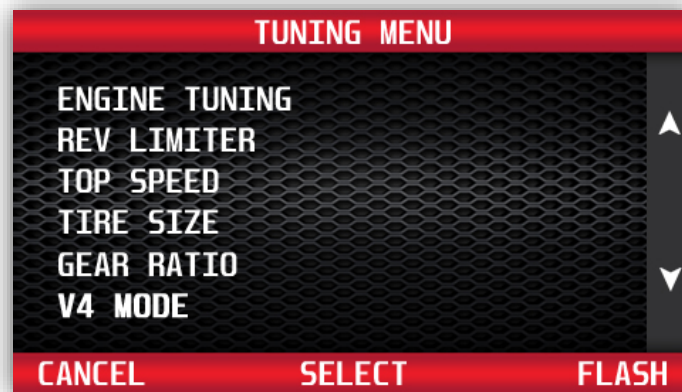 TUNING MENU
ENGINE TUNING
REV LIMITER
TOP SPEED
TIRE SIZE
GEAR RATIO
V4 MODE
CANCEL SELECT FLASH